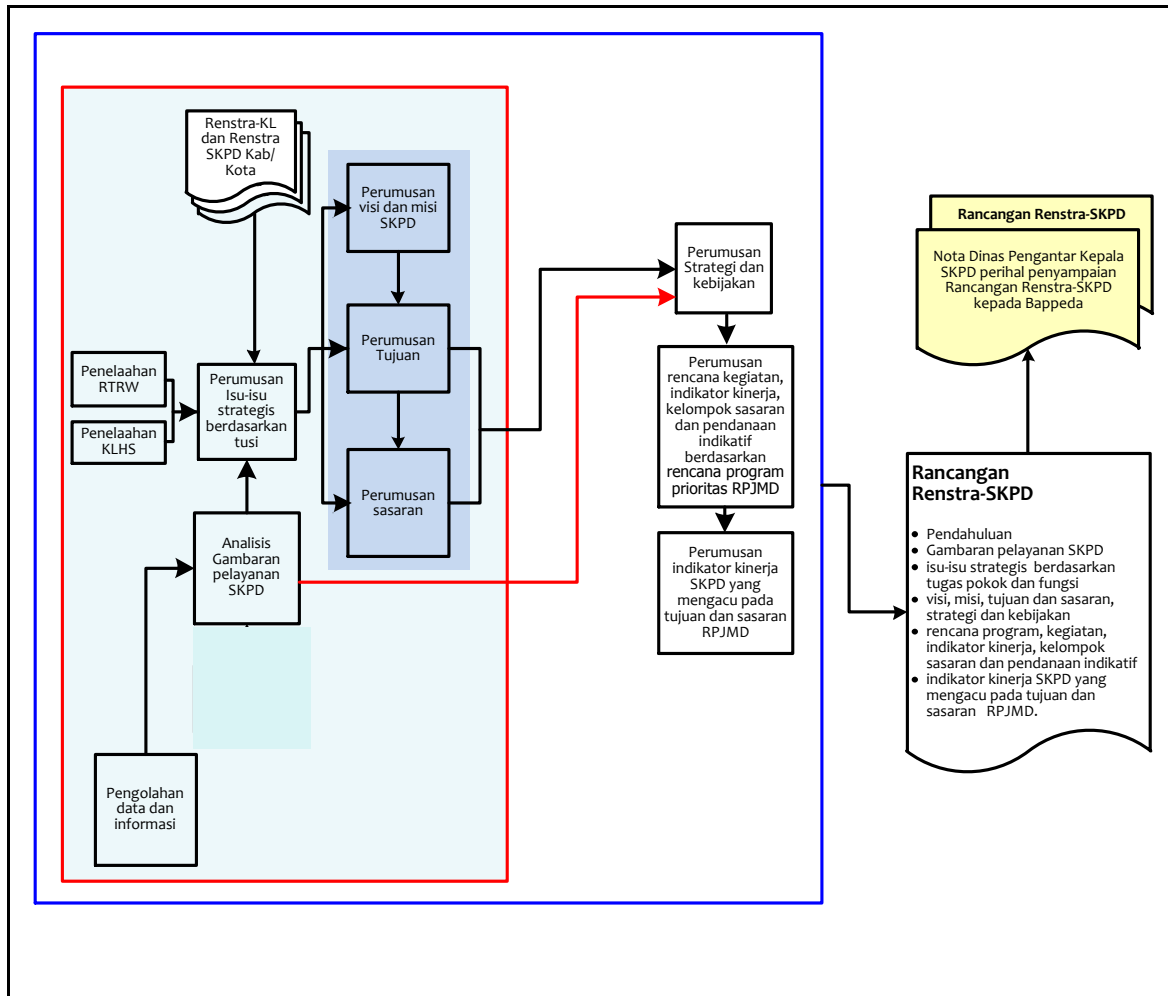 Renstra-KL
dan Renstra
SKPD Kab/
Kota
Perumusan
visi dan misi
SKPD
Perumusan
Tujuan
Perumusan
sasaran
Penelaahan
RTRW
Penelaahan
KLHS
Perumusan
Isu-isu
strategis
berdasarkan
tusi
Analisis
Gambaran
pelayanan
SKPD
Pengolahan
data dan
informasi
Perumusan
Strategi dan
kebijakan
Perumusan
rencana kegiatan,
indikator kinerja,
kelompok sasaran
dan pendanaan
indikatif
berdasarkan
rencana program
prioritas RPJMD
Perumusan
indikator kinerja
SKPD yang
mengacu pada
tujuan dan sasaran
RPJMD
Rancangan Renstra-SKPD
Nota Dinas Pengantar Kepala
SKPD perihal penyampaian
Rancangan Renstra-SKPD
kepada Bappeda
Rancangan
Renstra-SKPD
• Pendahuluan
• Gambaran pelayanan SKPD
• isu-isu strategis berdasarkan
tugas pokok dan fungsi
• visi, misi, tujuan dan sasaran,
strategi dan kebijakan
• rencana program, kegiatan,
indikator kinerja, kelompok
sasaran dan pendanaan indikatif
• indikator kinerja SKPD yang
mengacu pada tujuan dan
sasaran RPJMD.